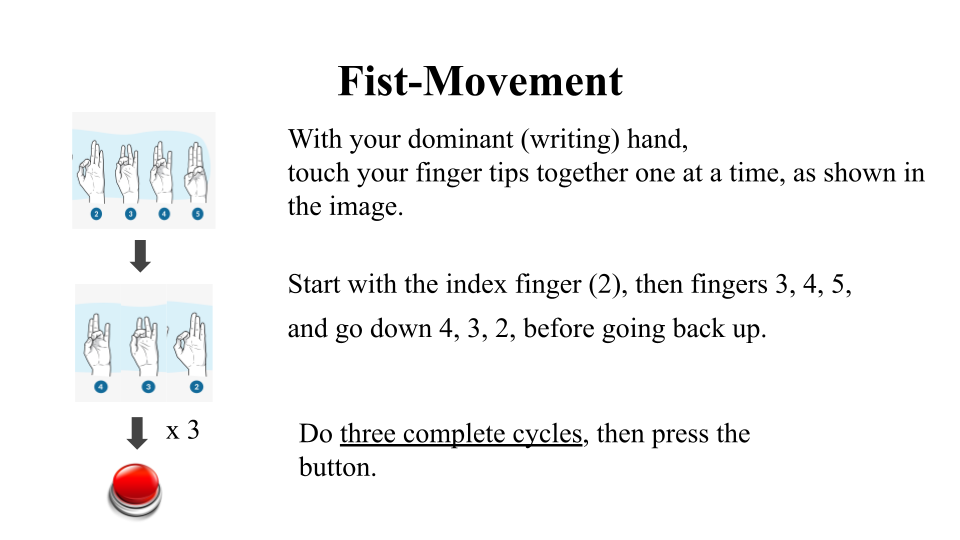 Fist-Movement
With your dominant (writing) hand,
touch your finger tips together one at a time, as shown in
the image.
2 3 4 5
Start with the index finger (2), then fingers 3, 4, 5,
and go down 4, 3, 2, before going back up.
4 3 2
x 3
Do three complete cycles, then press the
button.